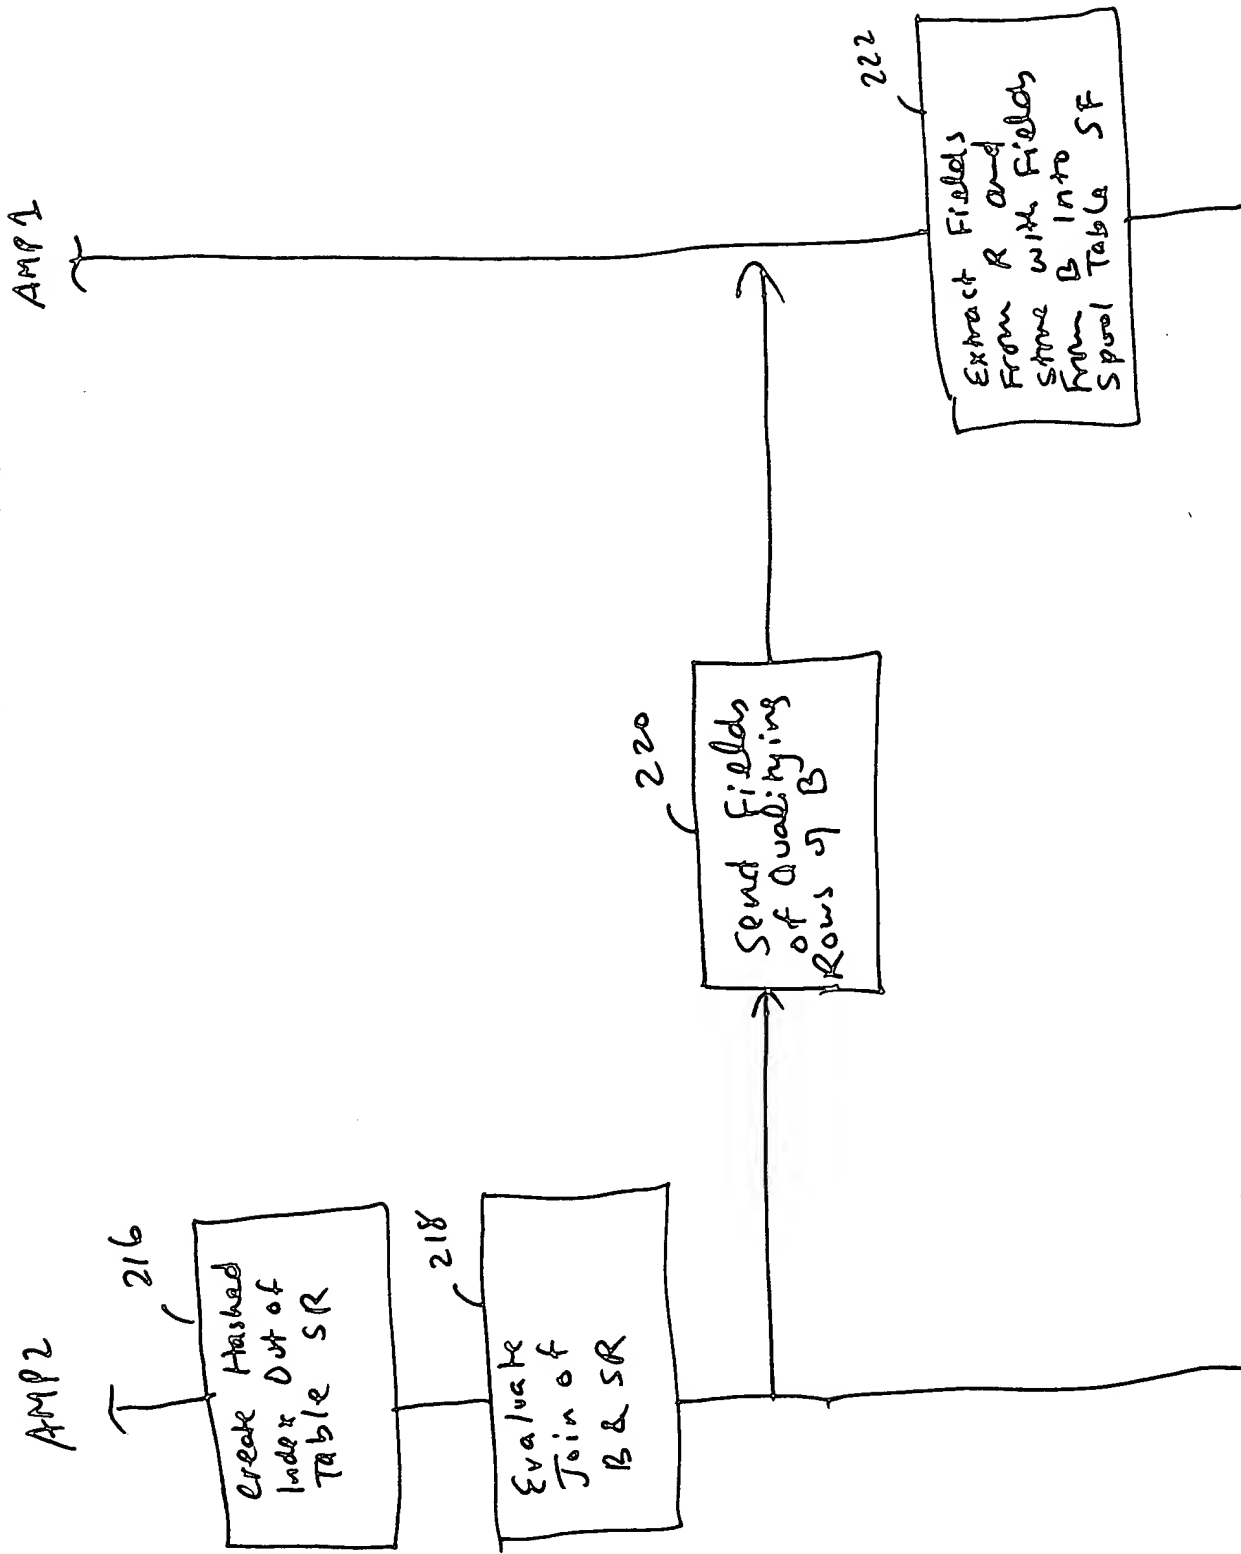 AMP2
216
Create Hashed
Index Out of
Table SR
218
Evaluate
Join of
B & SR
220
Send Fields
of Qualifying
Rows of B
AMP1
222
Extract Fields
From R and
Store with Fields
From B Into
Spool Table SF